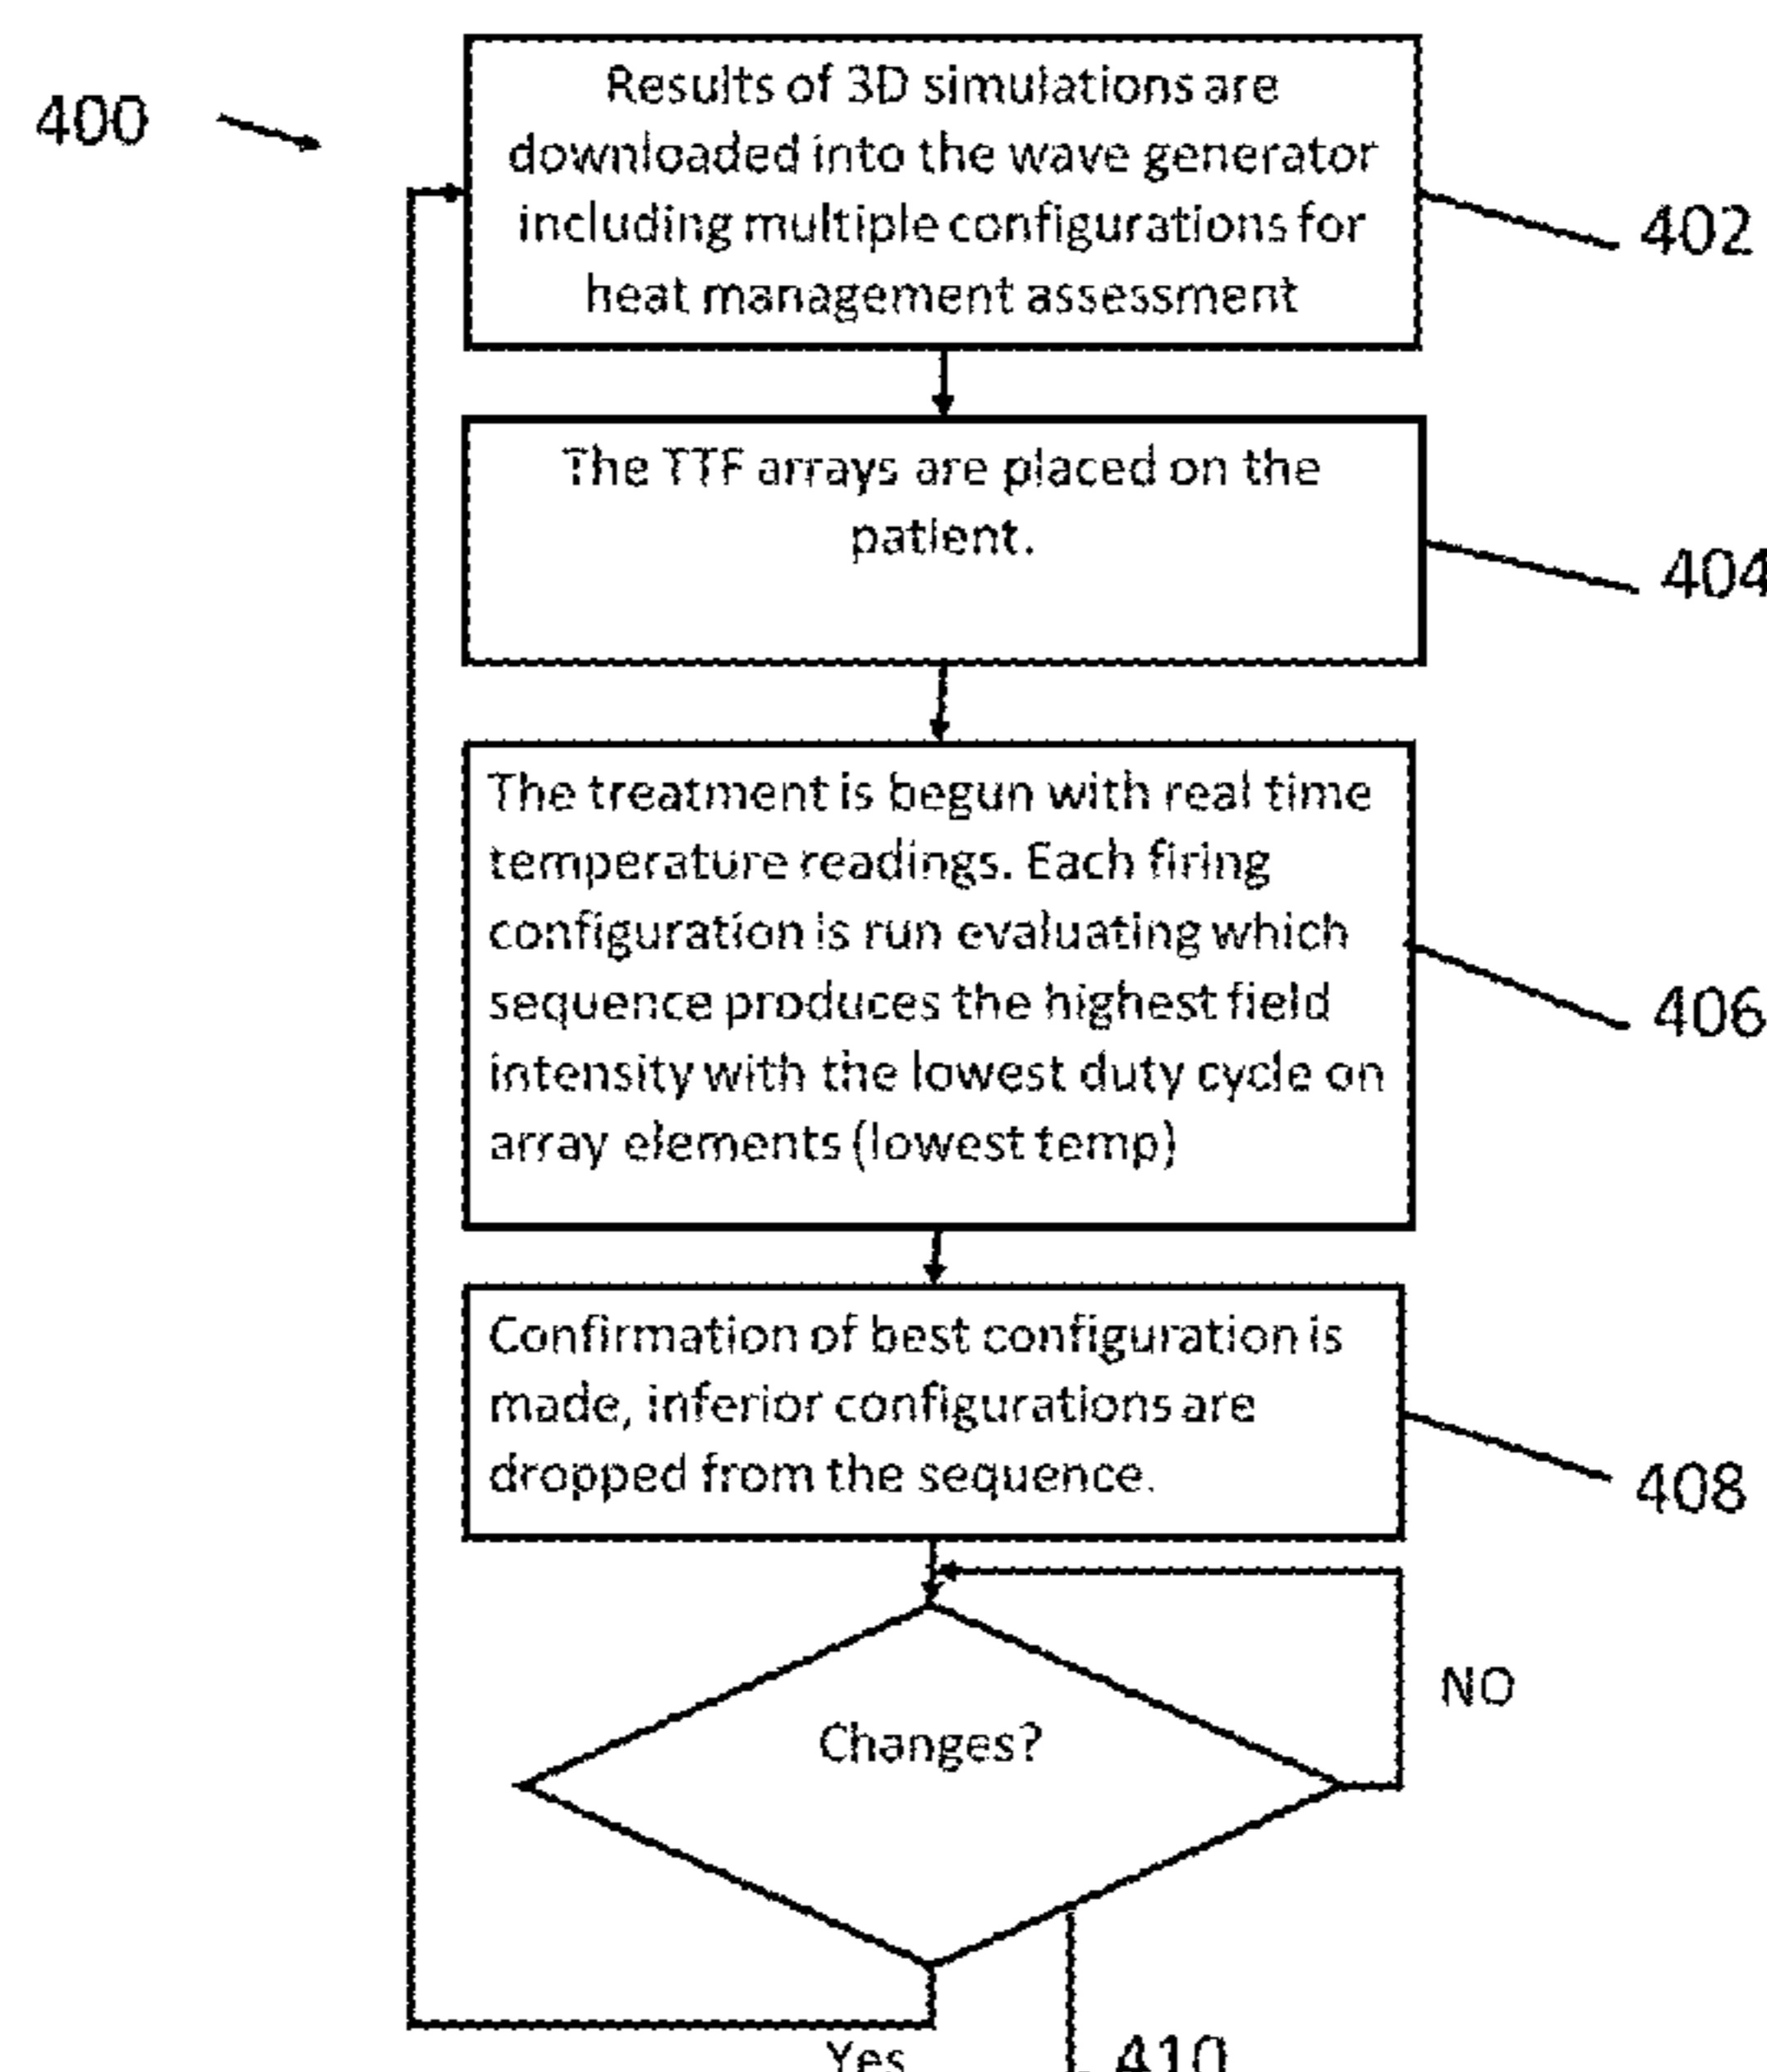 400
Results of 3D simulations are
downloaded into the wave generator
including multiple configurations for
heat management assessment
402
The TTF arrays are placed on the
patient.
404
The treatment is begun with real time
temperature readings. Each firing
configuration is run evaluating which
sequence produces the highest field
intensity with the lowest duty cycle on
array elements (lowest temp)
406
Confirmation of best configuration is
made, inferior configurations are
dropped from the sequence.
408
NO
Changes?
Yes
410